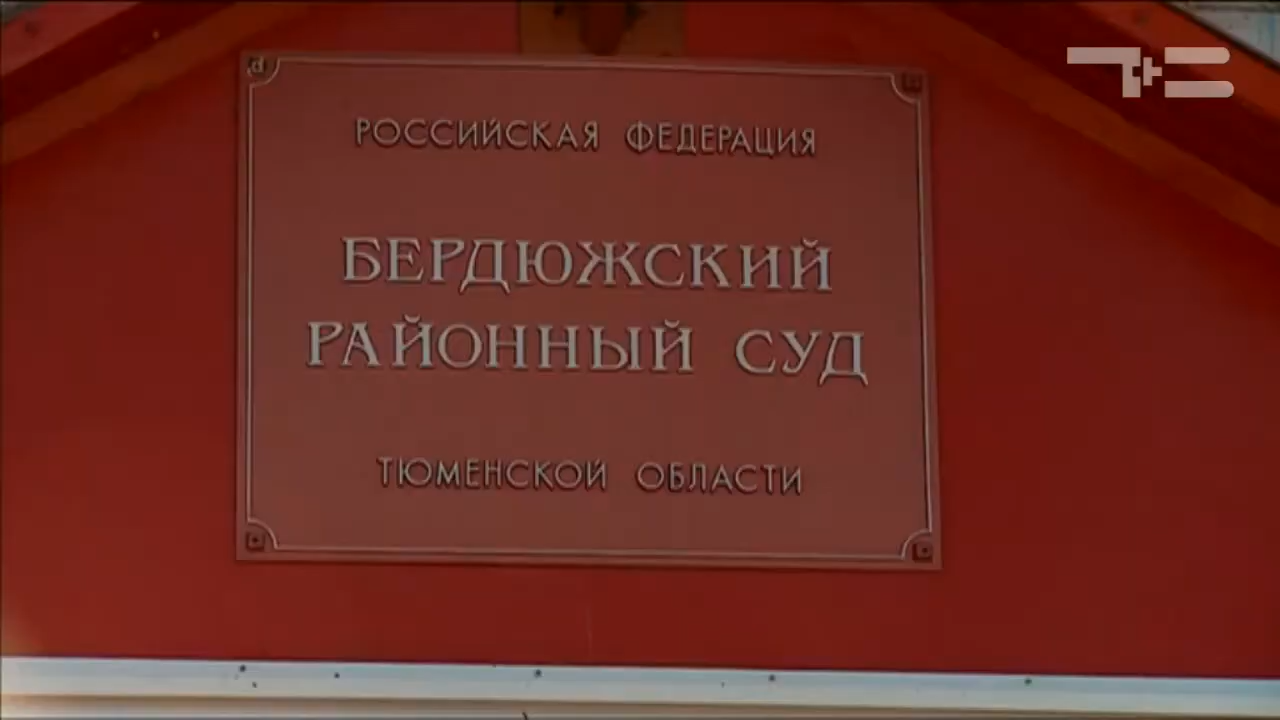 РОССИЙСКАЯ ФЕДЕРАЦИЯ
БЕРДЮЖСКИЙ
РАЙОННЫЙ СУД
ТЮМЕНСКОЙ ОБЛАСТИ